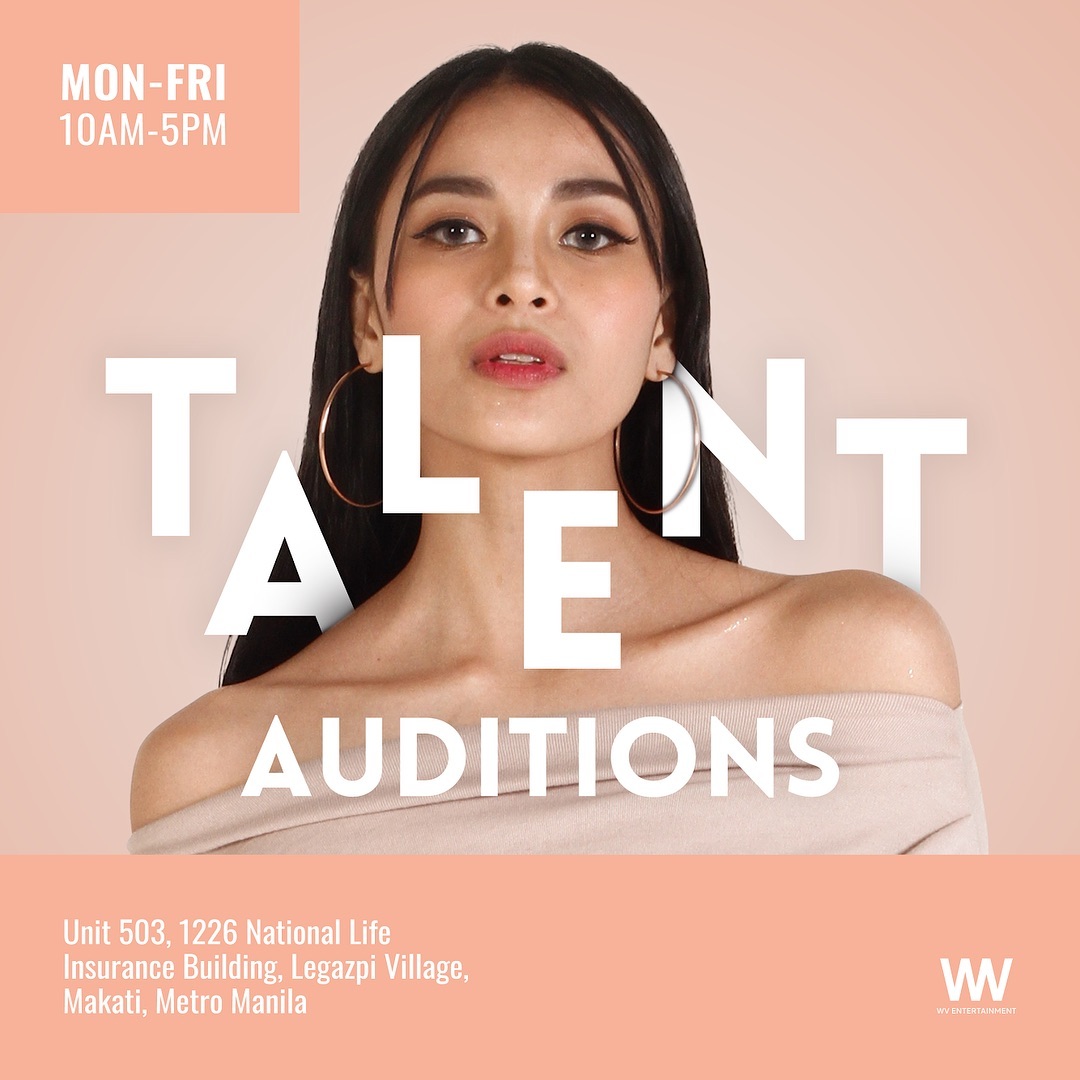 MON-FRI
10AM-5PM
TALENT
AUDITIONS
Unit 503, 1226 National Life
Insurance Building, Legazpi Village,
Makati, Metro Manila
WV
WV ENTERTAINMENT